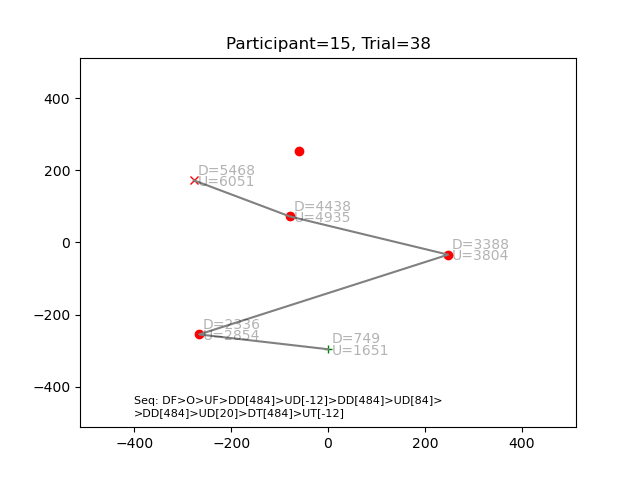 Participant=15, Trial=38
400
200
0
−200
−400
D=5468
U=6051
D=4438
U=4935
D=3388
U=3804
D=2336
U=2854
D=749
U=1651
Seq: DF>O>UF>DD[484]>UD[-12]>DD[484]>UD[84]>
>DD[484]>UD[20]>DT[484]>UT[-12]
−400 −200 0 200 400